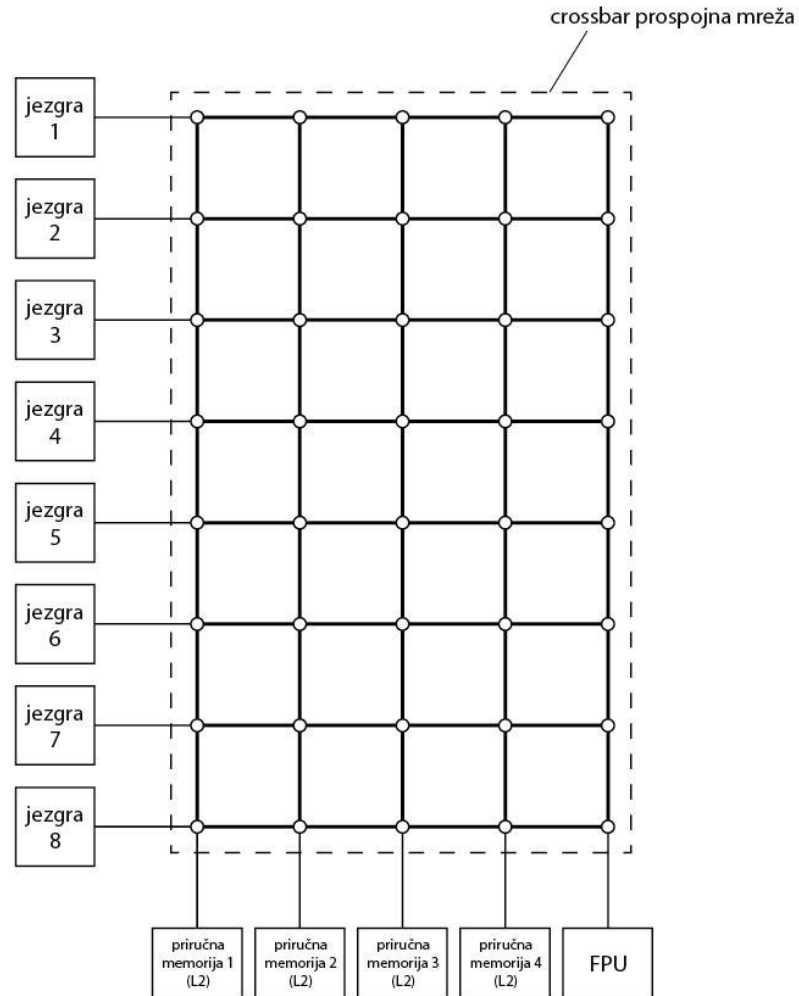 crossbar prospojna mreža
jezgra
1
jezgra
2
jezgra
3
jezgra
4
jezgra
5
jezgra
6
jezgra
7
jezgra
8
priručna
memorija 1
(L2)
priručna
memorija 2
(L2)
priručna
memorija 3
(L2)
priručna
memorija 4
(L2)
FPU